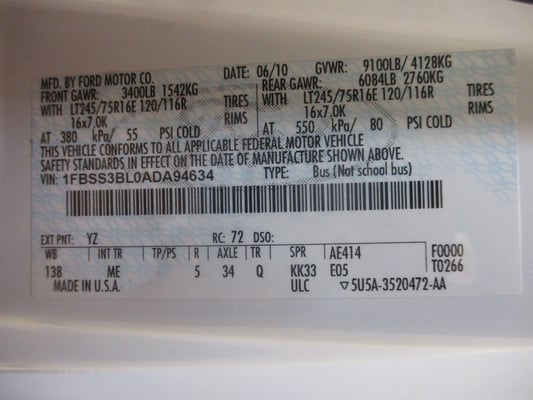 MFD. BY FORD MOTOR CO. DATE: 06/10 GVWR: 9100LB/ 4128KG
FRONT GAWR: 3400LB 1542KG REAR GAWR: 6084LB 2760KG
WITH LT245/75R16E 120/116R TIRES WITH LT245/75R16E 120/116R TIRES
16x7.0K RIMS 16x7.0K RIMS
AT 380 kPa/ 55 PSI COLD AT 550 kPa/ 80 PSI COLD
THIS VEHICLE CONFORMS TO ALL APPLICABLE FEDERAL MOTOR VEHICLE
SAFETY STANDARDS IN EFFECT ON THE DATE OF MANUFACTURE SHOWN ABOVE.
VIN: 1FBSS3BL0ADA94634 TYPE: Bus (Not school bus)
EXT PNT: YZ RC: 72 DSO:
WB INT TR TP/PS R AXLE TR SPR AE414 F0000
138 ME 5 34 Q KK33 E05 T0266
MADE IN U.S.A. ULC ▽5U5A-3520472-AA